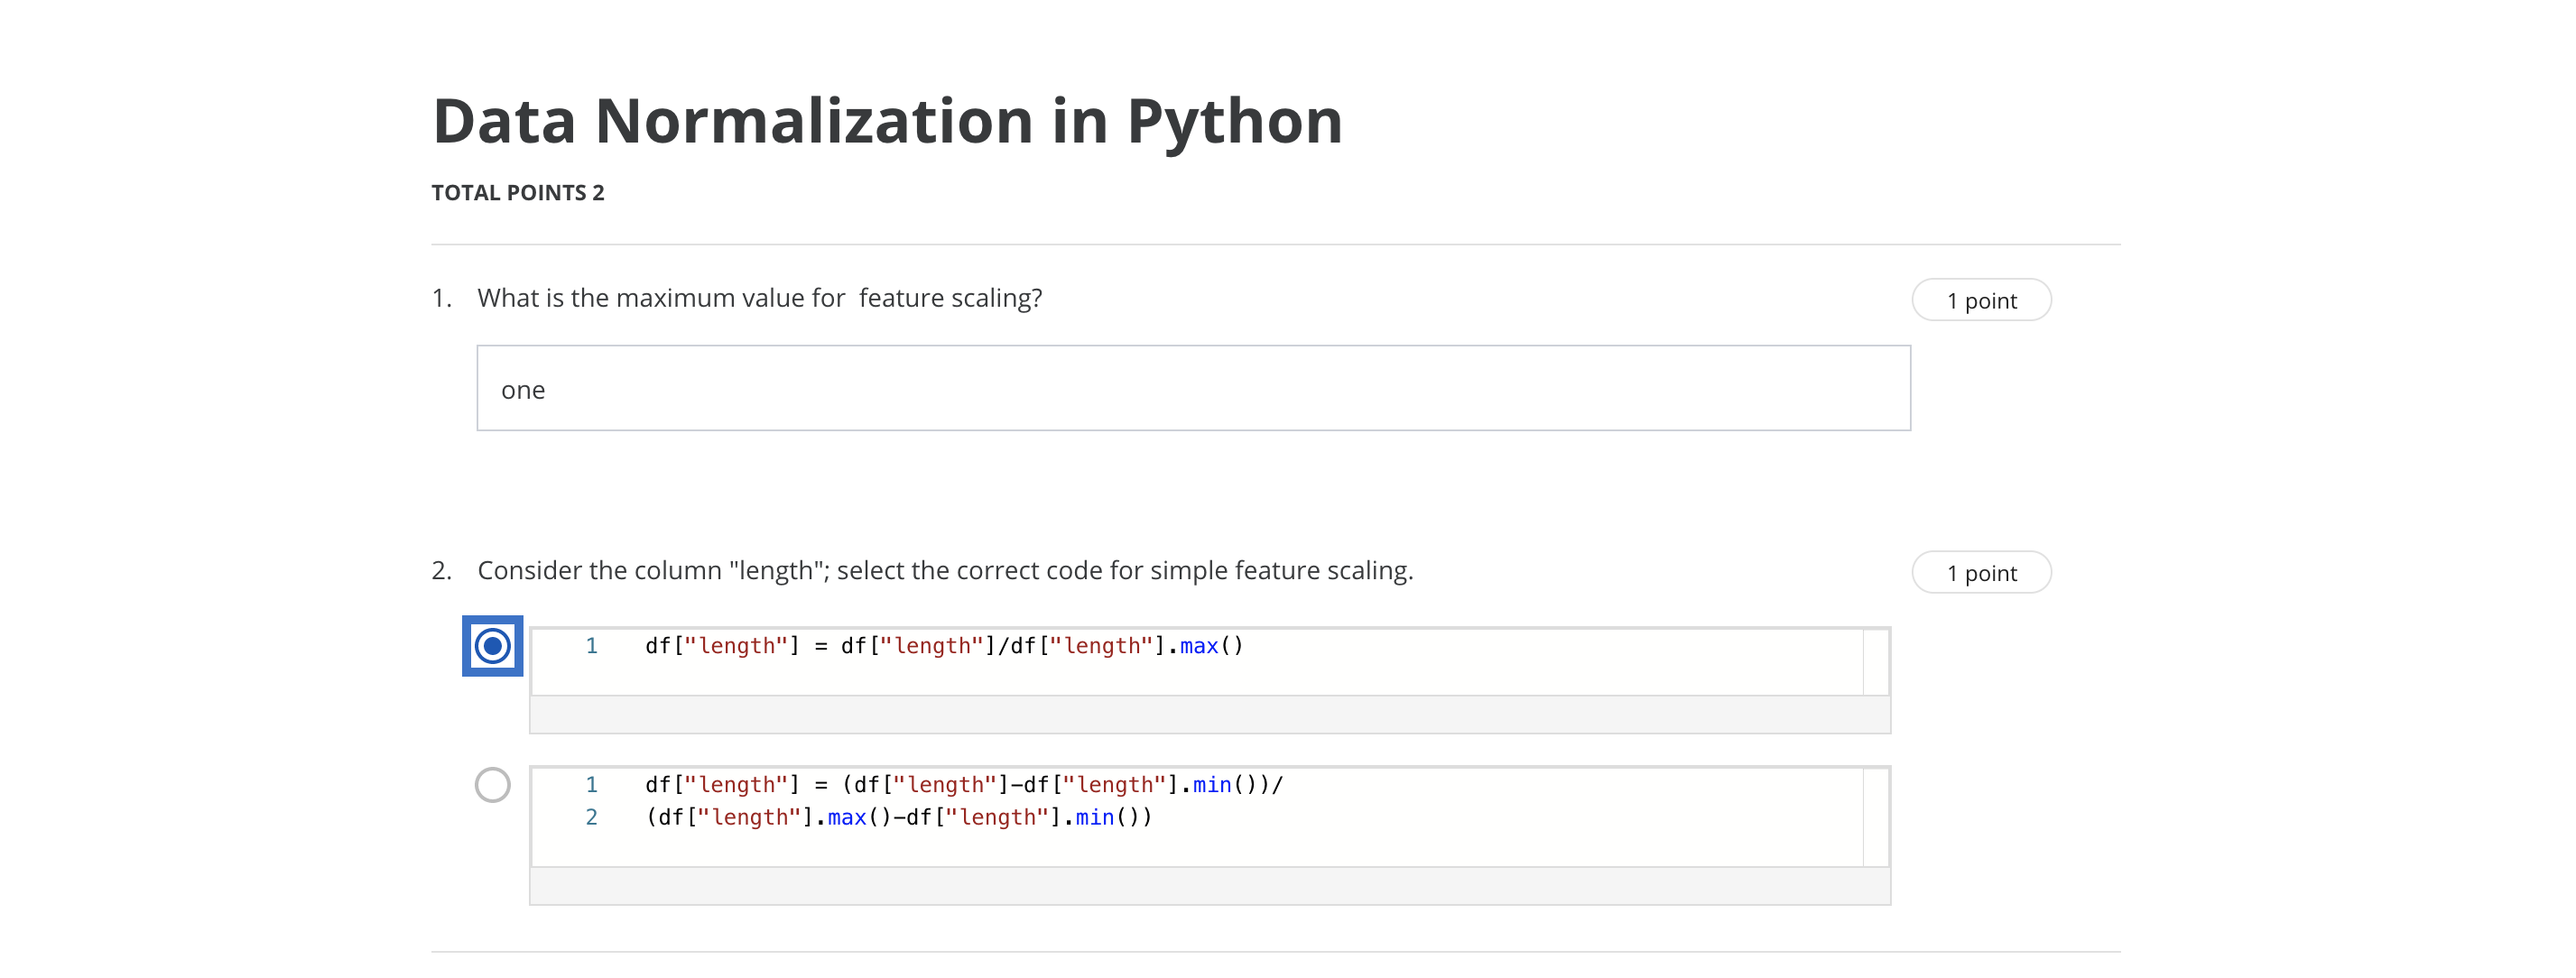 Data Normalization in Python
TOTAL POINTS 2
1. What is the maximum value for  feature scaling?
1 point
one
2. Consider the column "length"; select the correct code for simple feature scaling.
1 point
1 df["length"] = df["length"]/df["length"].max()
1 df["length"] = (df["length"]-df["length"].min())/
2 (df["length"].max()-df["length"].min())